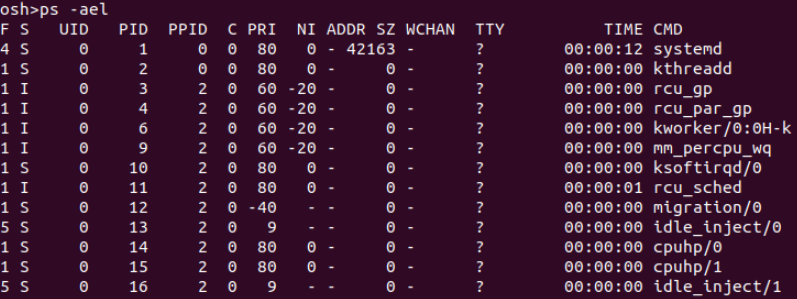 osh>ps -ael
F S   UID     PID    PPID  C PRI  NI ADDR SZ WCHAN  TTY          TIME CMD
4 S     0       1       0  0  80   0 - 42163 -      ?        00:00:12 systemd
1 S     0       2       0  0  80   0 -     0 -      ?        00:00:00 kthreadd
1 I     0       3       2  0  60 -20 -     0 -      ?        00:00:00 rcu_gp
1 I     0       4       2  0  60 -20 -     0 -      ?        00:00:00 rcu_par_gp
1 I     0       6       2  0  60 -20 -     0 -      ?        00:00:00 kworker/0:0H-k
1 I     0       9       2  0  60 -20 -     0 -      ?        00:00:00 mm_percpu_wq
1 S     0      10       2  0  80   0 -     0 -      ?        00:00:00 ksoftirqd/0
1 I     0      11       2  0  80   0 -     0 -      ?        00:00:01 rcu_sched
1 S     0      12       2  0 -40   - -     0 -      ?        00:00:00 migration/0
5 S     0      13       2  0   9   - -     0 -      ?        00:00:00 idle_inject/0
1 S     0      14       2  0  80   0 -     0 -      ?        00:00:00 cpuhp/0
1 S     0      15       2  0  80   0 -     0 -      ?        00:00:00 cpuhp/1
5 S     0      16       2  0   9   - -     0 -      ?        00:00:00 idle_inject/1